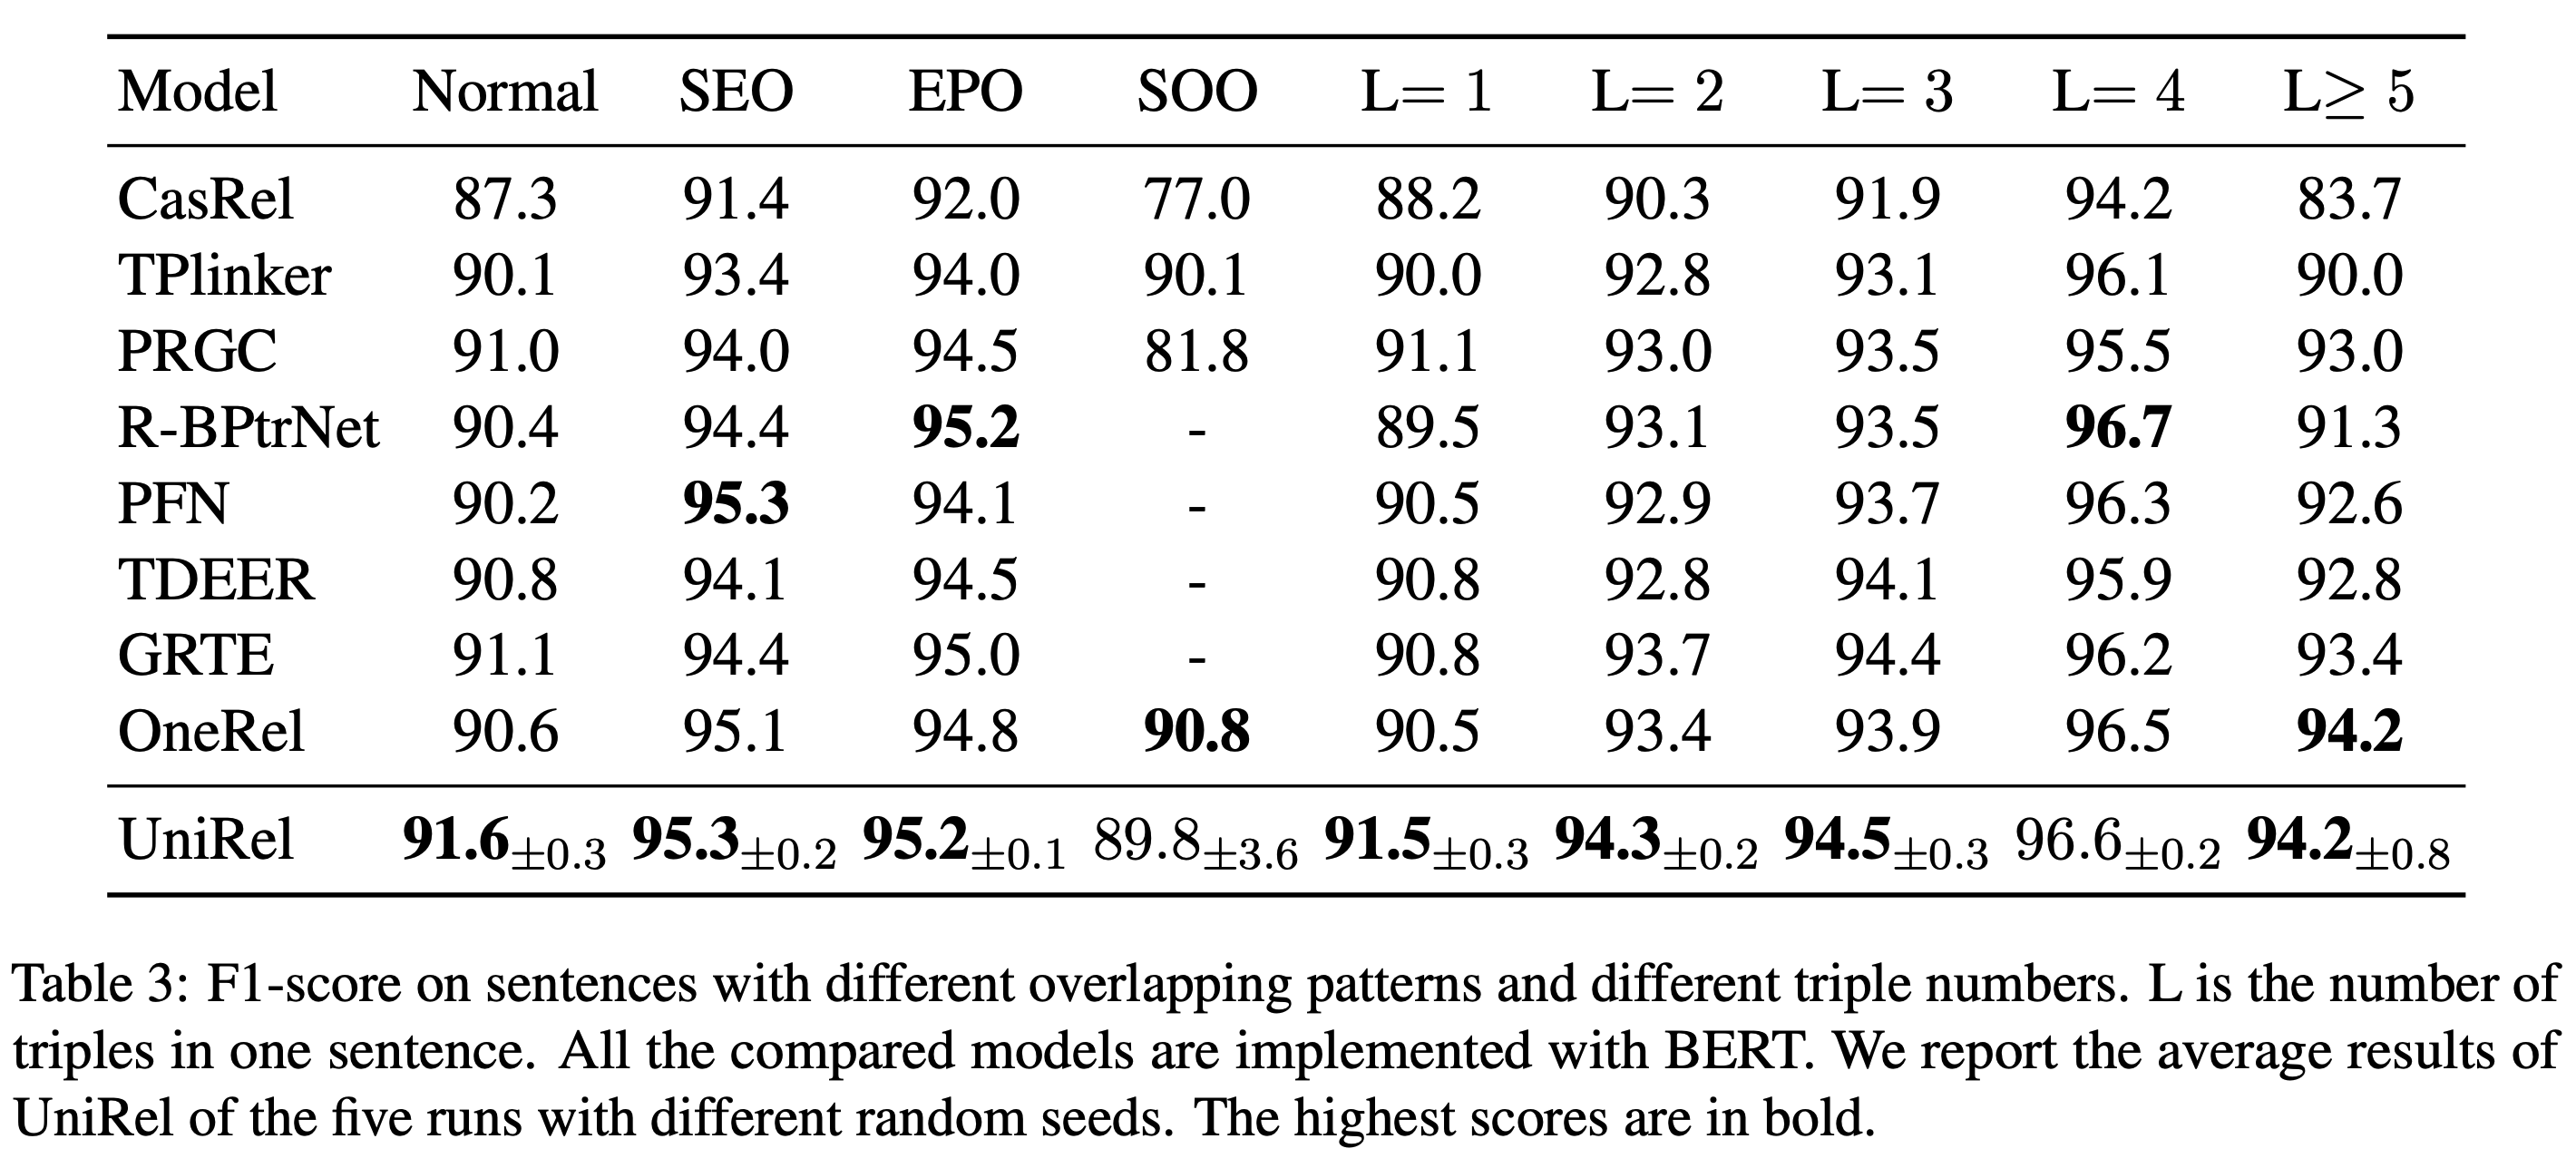 Model Normal SEO EPO SOO L= 1 L= 2 L= 3 L= 4 L≥ 5
CasRel 87.3 91.4 92.0 77.0 88.2 90.3 91.9 94.2 83.7
TPlinker 90.1 93.4 94.0 90.1 90.0 92.8 93.1 96.1 90.0
PRGC 91.0 94.0 94.5 81.8 91.1 93.0 93.5 95.5 93.0
R-BPtrNet 90.4 94.4 95.2 - 89.5 93.1 93.5 96.7 91.3
PFN 90.2 95.3 94.1 - 90.5 92.9 93.7 96.3 92.6
TDEER 90.8 94.1 94.5 - 90.8 92.8 94.1 95.9 92.8
GRTE 91.1 94.4 95.0 - 90.8 93.7 94.4 96.2 93.4
OneRel 90.6 95.1 94.8 90.8 90.5 93.4 93.9 96.5 94.2
UniRel 91.6±0.3 95.3±0.2 95.2±0.1 89.8±3.6 91.5±0.3 94.3±0.2 94.5±0.3 96.6±0.2 94.2±0.8
Table 3: F1-score on sentences with different overlapping patterns and different triple numbers. L is the number of
triples in one sentence. All the compared models are implemented with BERT. We report the average results of
UniRel of the five runs with different random seeds. The highest scores are in bold.